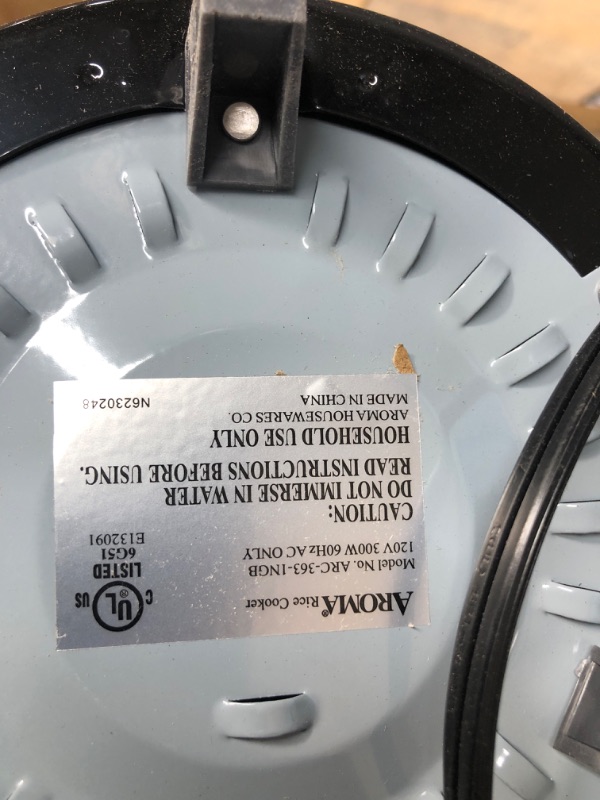 AROMA® Rice Cooker
Model No. ARC-363-1NGB
120V 300W 60Hz AC ONLY
C UL® US
LISTED
6G51
E132091
CAUTION:
DO NOT IMMERSE IN WATER
READ INSTRUCTIONS BEFORE USING.
HOUSEHOLD USE ONLY
AROMA HOUSEWARES CO.
MADE IN CHINA
N6230248